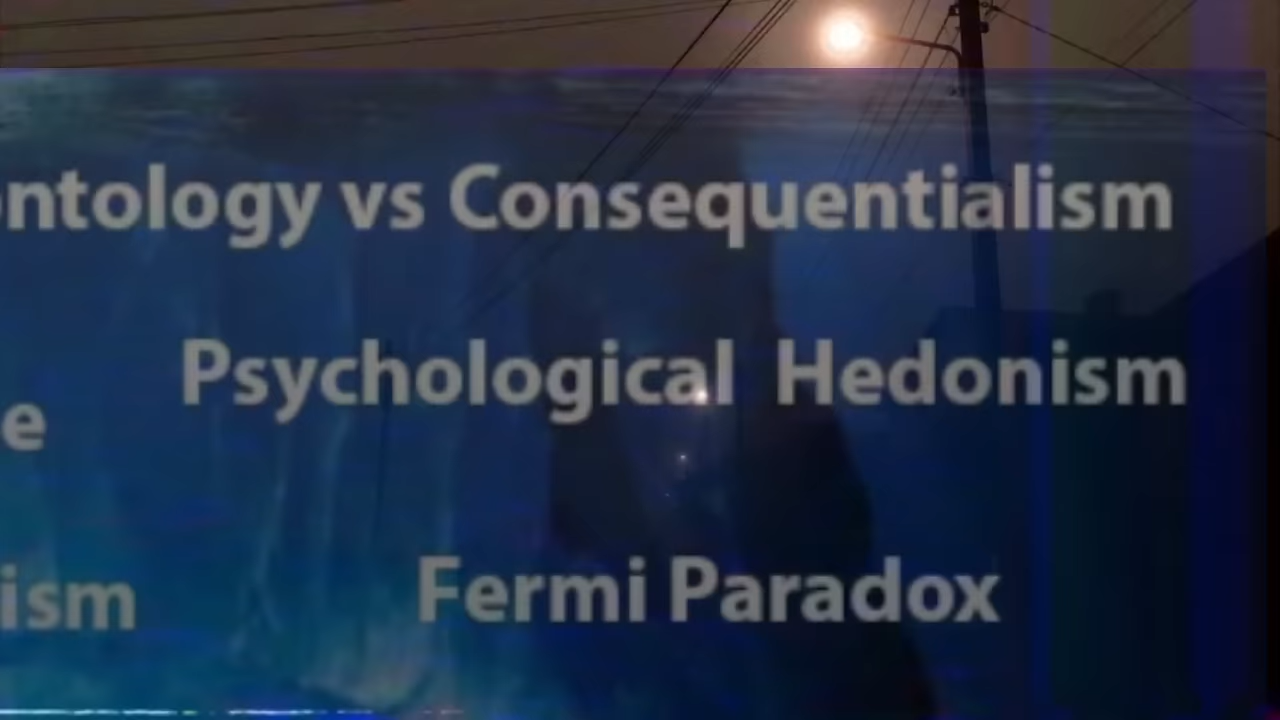 ontology vs Consequentialism
Psychological Hedonism
e
ism
Fermi Paradox